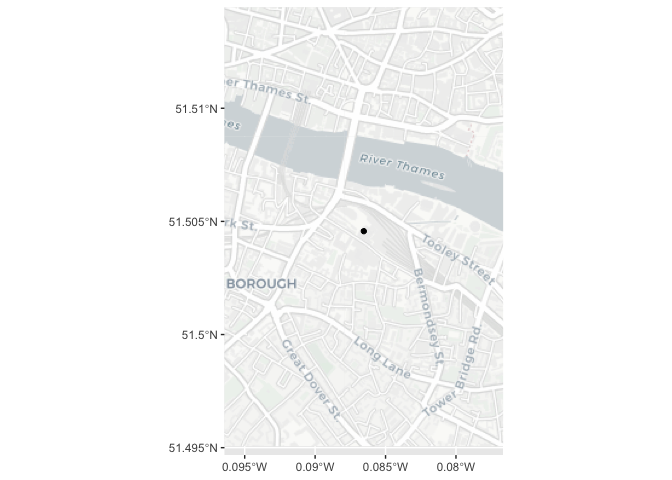 er Thames St.
51.51°N
mes
River Thames
51.505°N
rk St.
Tooley Street
BOROUGH
Bermondsey St.
51.5°N
Great Dover St.
Long Lane
Tower Bridge Rd.
51.495°N
0.095°W 0.09°W 0.085°W 0.08°W